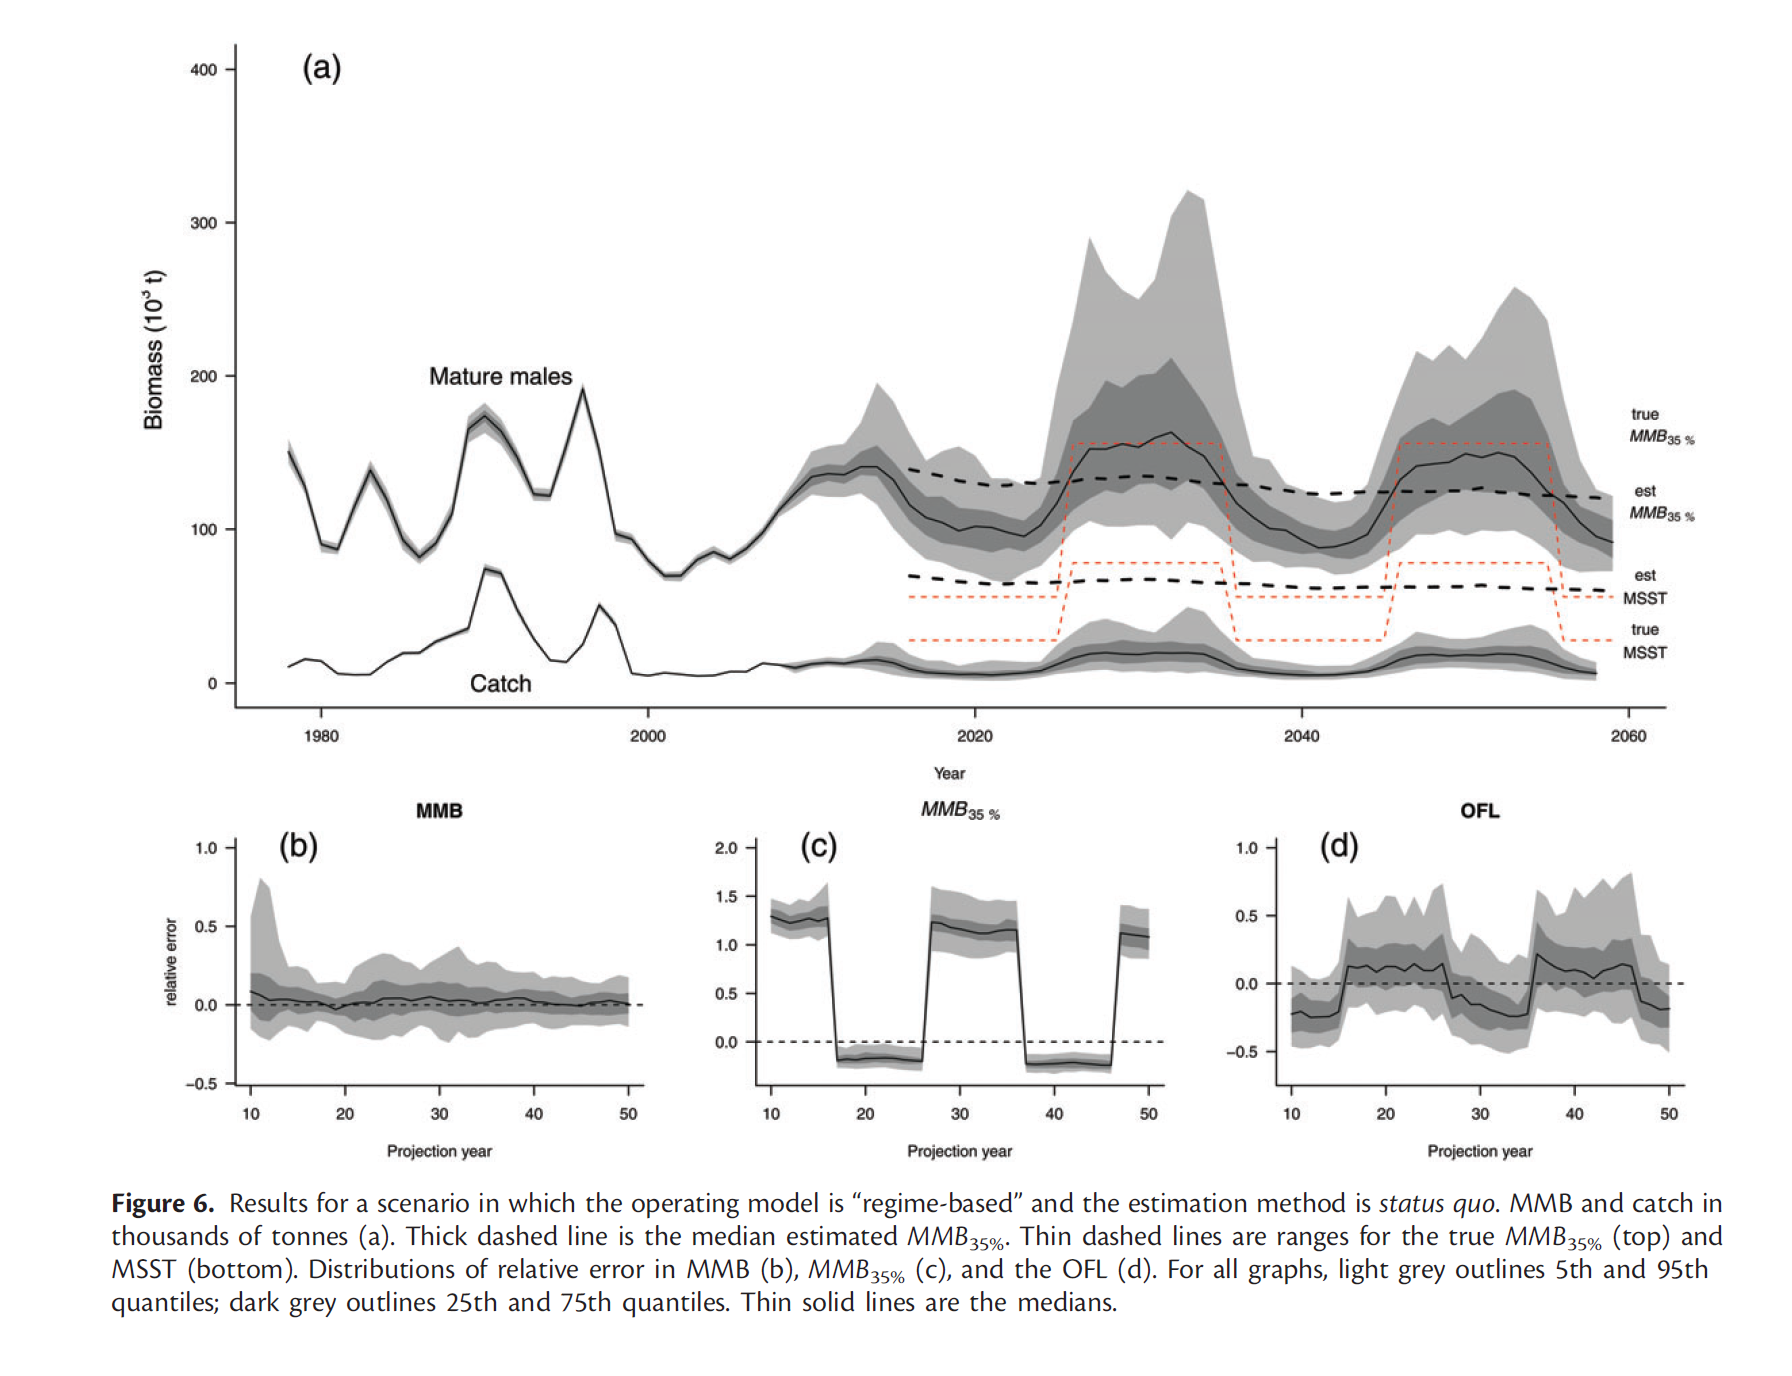 (a)
400
300
200
100
0
Biomass (10³ t)
Mature males
Catch
true
MMB35 %
est
MMB35 %
est
MSST
true
MSST
1980 2000 2020 2040 2060
Year
MMB
(b)
1.0
0.5
0.0
−0.5
relative error
10 20 30 40 50
Projection year
MMB35 %
(c)
2.0
1.5
1.0
0.5
0.0
10 20 30 40 50
Projection year
OFL
(d)
1.0
0.5
0.0
−0.5
10 20 30 40 50
Projection year
Figure 6. Results for a scenario in which the operating model is “regime-based” and the estimation method is status quo. MMB and catch in
thousands of tonnes (a). Thick dashed line is the median estimated MMB35%. Thin dashed lines are ranges for the true MMB35% (top) and
MSST (bottom). Distributions of relative error in MMB (b), MMB35% (c), and the OFL (d). For all graphs, light grey outlines 5th and 95th
quantiles; dark grey outlines 25th and 75th quantiles. Thin solid lines are the medians.